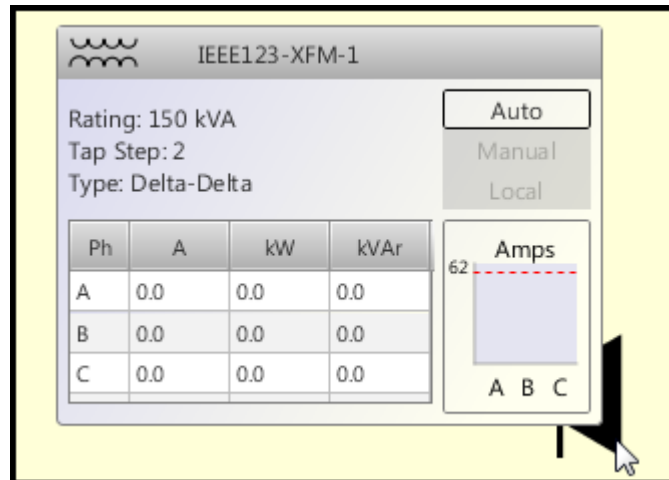 IEEE123-XFM-1
Rating: 150 kVA
Tap Step: 2
Type: Delta-Delta
Auto
Manual
Local
Ph A kW kVAr
A 0.0 0.0 0.0
B 0.0 0.0 0.0
C 0.0 0.0 0.0
Amps
62
A B C